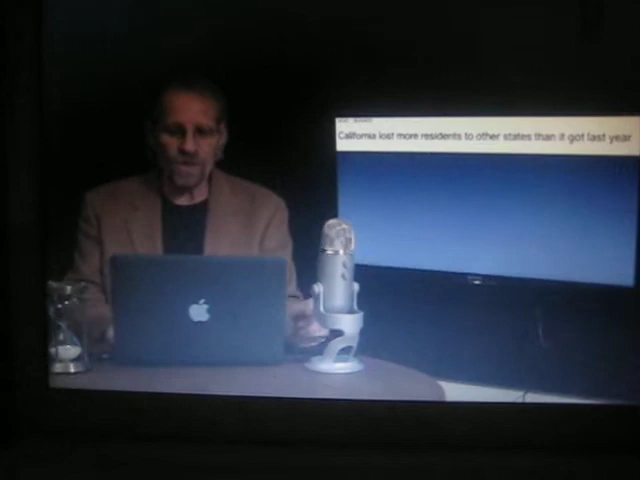 California lost more residents to other states than it got last year